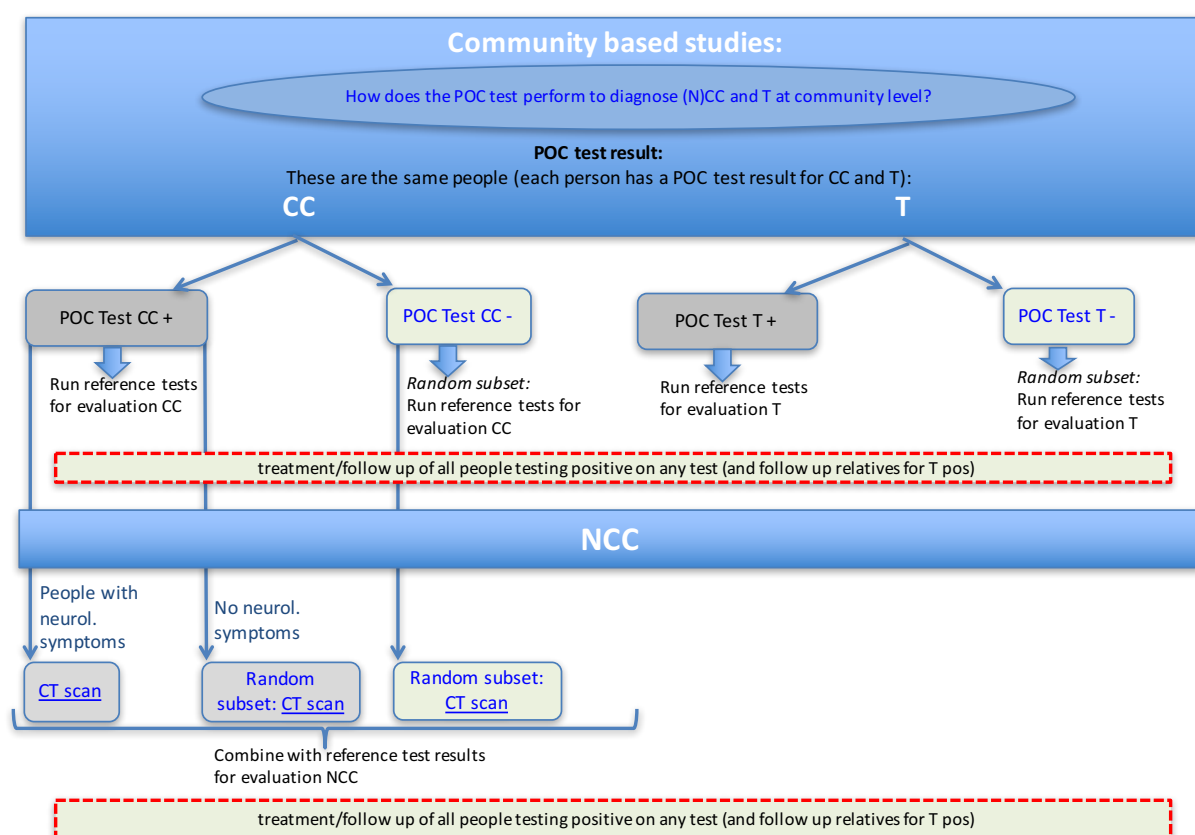 Community based studies:
How does the POC test perform to diagnose (N)CC and T at community level?
POC test result:
These are the same people (each person has a POC test result for CC and T):
CC
T
POC Test CC +
POC Test CC -
POC Test T +
POC Test T -
Run reference tests
for evaluation CC
Random subset:
Run reference tests for
evaluation CC
Run reference tests
for evaluation T
Random subset:
Run reference tests
for evaluation T
treatment/follow up of all people testing positive on any test (and follow up relatives for T pos)
NCC
People with
neurol.
symptoms
No neurol.
symptoms
CT scan
Random
subset: CT scan
Random subset:
CT scan
Combine with reference test results
for evaluation NCC
treatment/follow up of all people testing positive on any test (and follow up relatives for T pos)